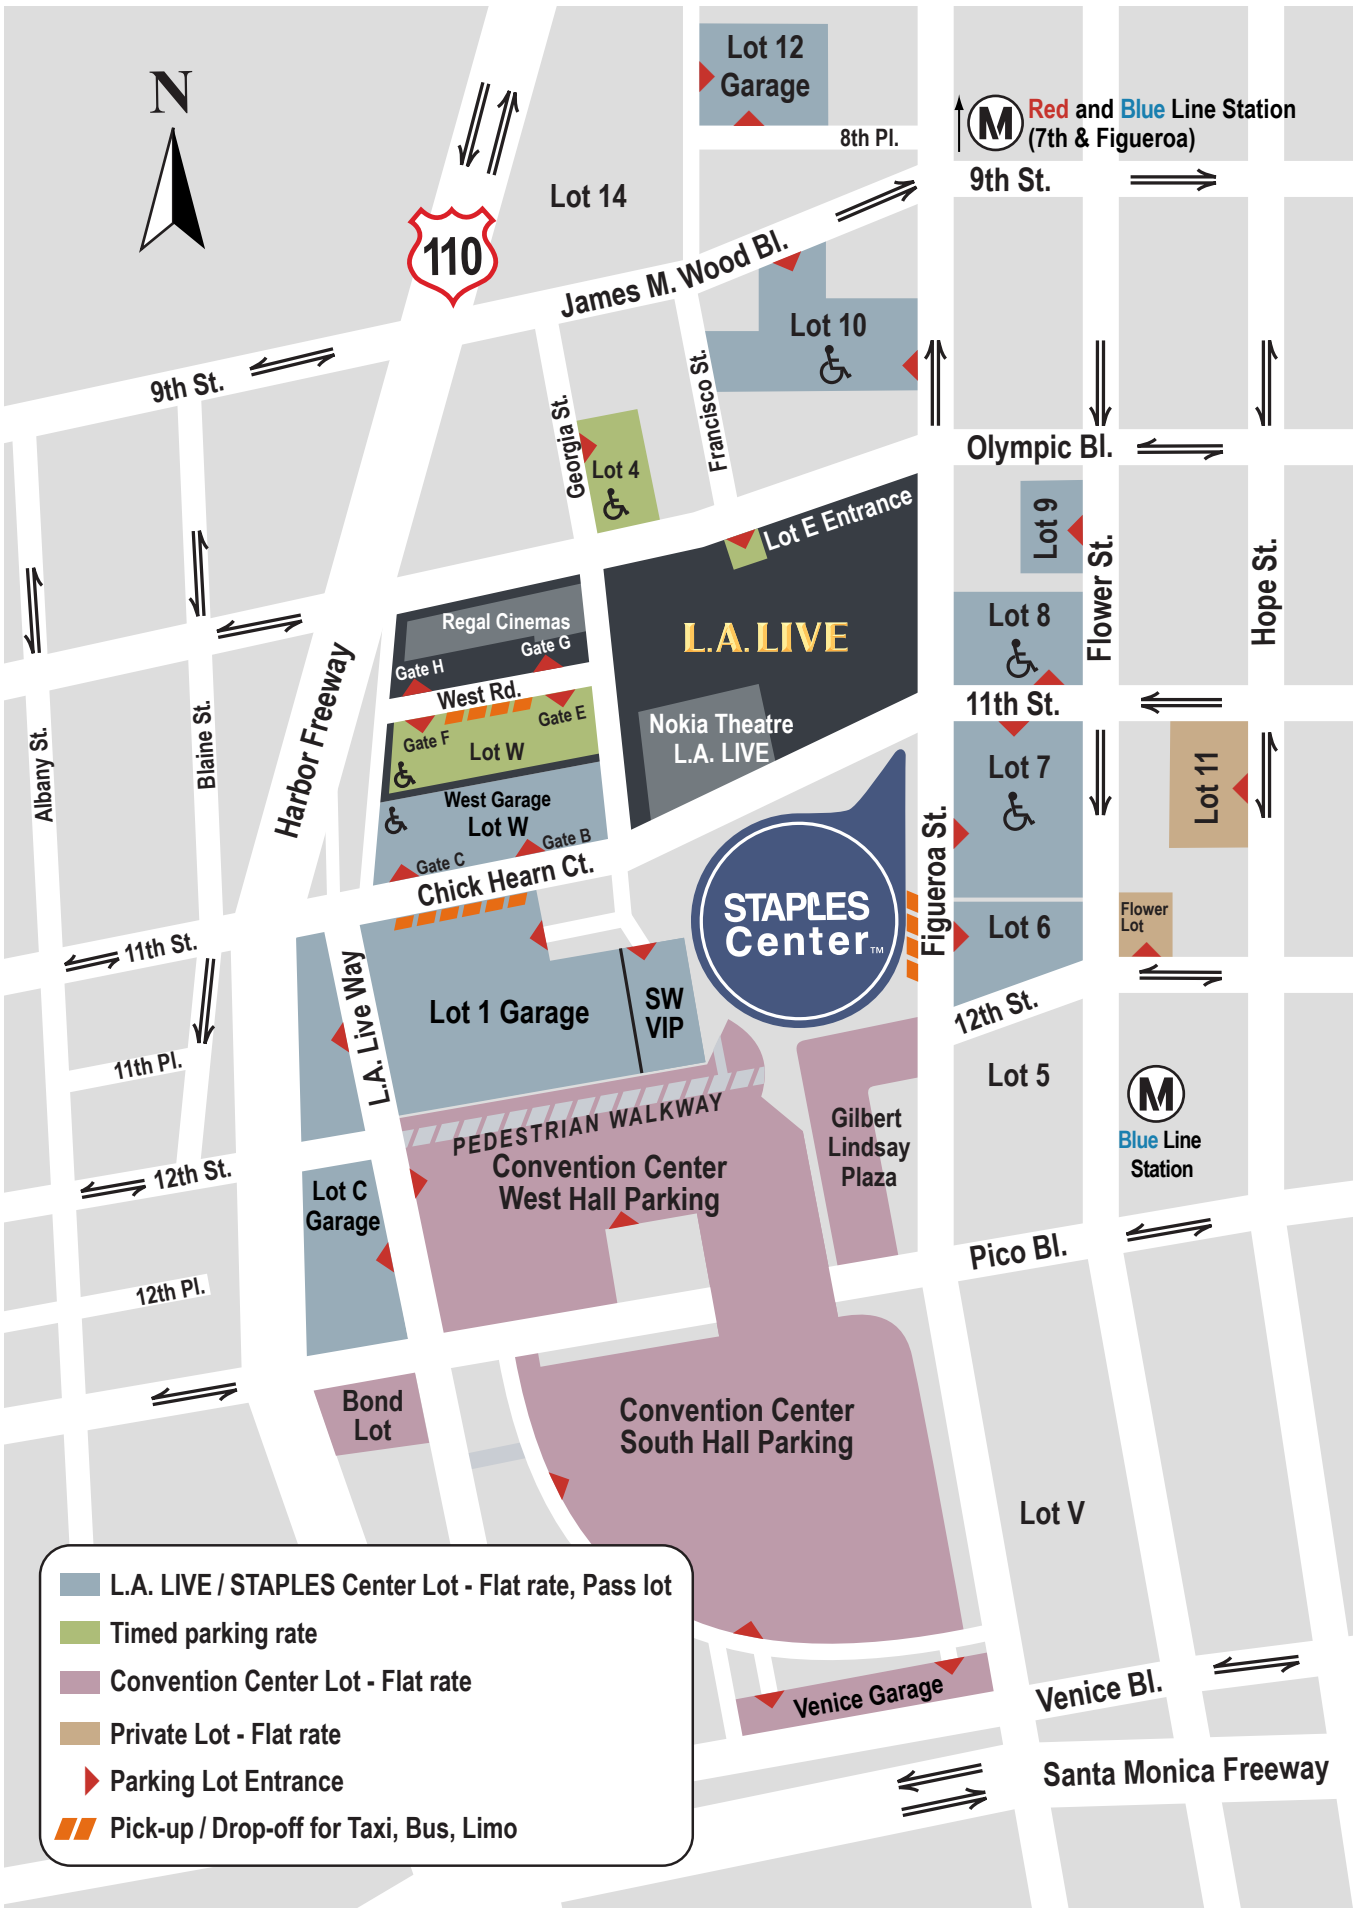 N
Lot 12
Garage
8th Pl.
M
Red and Blue Line Station
(7th & Figueroa)
9th St.
Lot 14
110
James M. Wood Bl.
Lot 10
9th St.
Georgia St.
Francisco St.
Lot 4
Olympic Bl.
Lot E Entrance
Lot 9
Flower St.
Hope St.
Regal Cinemas
Gate G
Gate H
L.A. LIVE
Lot 8
West Rd.
Gate E
Gate F
Lot W
Nokia Theatre
L.A. LIVE
11th St.
Harbor Freeway
Albany St.
Blaine St.
Lot 7
Lot 11
West Garage
Lot W
Gate B
Gate C
Chick Hearn Ct.
Figueroa St.
STAPLES
Center™
Flower
Lot
Lot 6
11th St.
L.A. Live Way
Lot 1 Garage
SW
VIP
12th St.
11th Pl.
Lot 5
M
Blue Line
Station
PEDESTRIAN WALKWAY
Gilbert
Lindsay
Plaza
12th St.
Lot C
Garage
Convention Center
West Hall Parking
Pico Bl.
12th Pl.
Bond
Lot
Convention Center
South Hall Parking
Lot V
L.A. LIVE / STAPLES Center Lot - Flat rate, Pass lot
Timed parking rate
Convention Center Lot - Flat rate
Private Lot - Flat rate
Parking Lot Entrance
Pick-up / Drop-off for Taxi, Bus, Limo
Venice Garage
Venice Bl.
Santa Monica Freeway